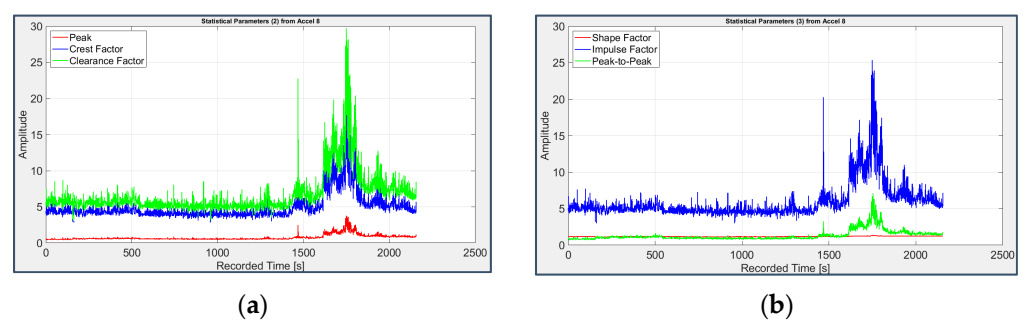 Statistical Parameters (2) from Accel 8
30
25
20
15
10
5
0
Amplitude
Peak
Crest Factor
Clearance Factor
0 500 1000 1500 2000 2500
Recorded Time [s]
(a)
Statistical Parameters (3) from Accel 8
30
25
20
15
10
5
0
Amplitude
Shape Factor
Impulse Factor
Peak-to-Peak
0 500 1000 1500 2000 2500
Recorded Time [s]
(b)